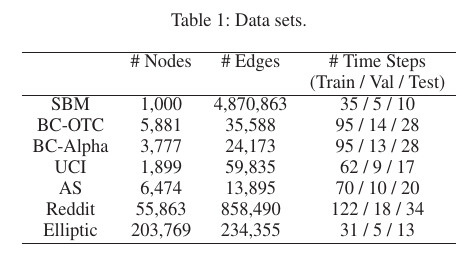 Table 1: Data sets.
# Nodes # Edges # Time Steps
(Train / Val / Test)
SBM 1,000 4,870,863 35 / 5 / 10
BC-OTC 5,881 35,588 95 / 14 / 28
BC-Alpha 3,777 24,173 95 / 13 / 28
UCI 1,899 59,835 62 / 9 / 17
AS 6,474 13,895 70 / 10 / 20
Reddit 55,863 858,490 122 / 18 / 34
Elliptic 203,769 234,355 31 / 5 / 13